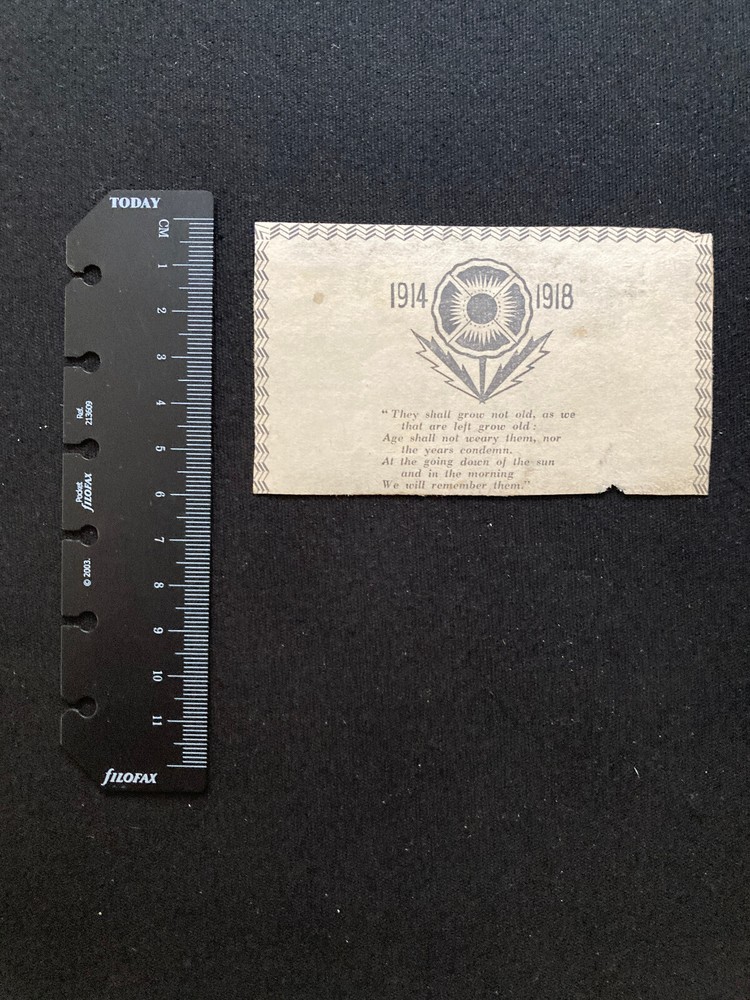 TODAY
CM
1
2
3
4
5
6
7
8
9
10
11
Ref.
213609
Pocket
fILOFAX
© 2003.
fILOFAX
1914 1918
" They shall grow not old, as we
that are left grow old :
Age shall not weary them, nor
the years condemn.
At the going down of the sun
and in the morning
We will remember them."